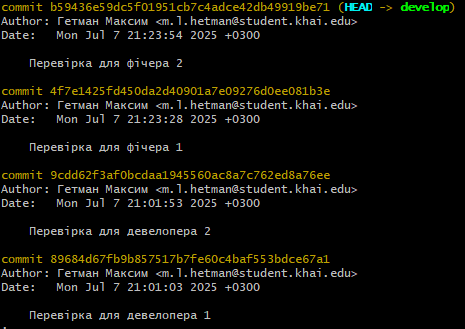 commit b59436e59dc5f01951cb7c4adce42db49919be71 (HEAD -> develop)
Author: Гетман Максим <m.l.hetman@student.khai.edu>
Date:   Mon Jul 7 21:23:54 2025 +0300
    Перевірка для фічера 2
commit 4f7e1425fd450da2d40901a7e09276d0ee081b3e
Author: Гетман Максим <m.l.hetman@student.khai.edu>
Date:   Mon Jul 7 21:23:28 2025 +0300
    Перевірка для фічера 1
commit 9cdd62f3af0bcdaa1945560ac8a7c762ed8a76ee
Author: Гетман Максим <m.l.hetman@student.khai.edu>
Date:   Mon Jul 7 21:01:53 2025 +0300
    Перевірка для девелопера 2
commit 89684d67fb9b857517b7fe60c4baf553bdce67a1
Author: Гетман Максим <m.l.hetman@student.khai.edu>
Date:   Mon Jul 7 21:01:03 2025 +0300
    Перевірка для девелопера 1